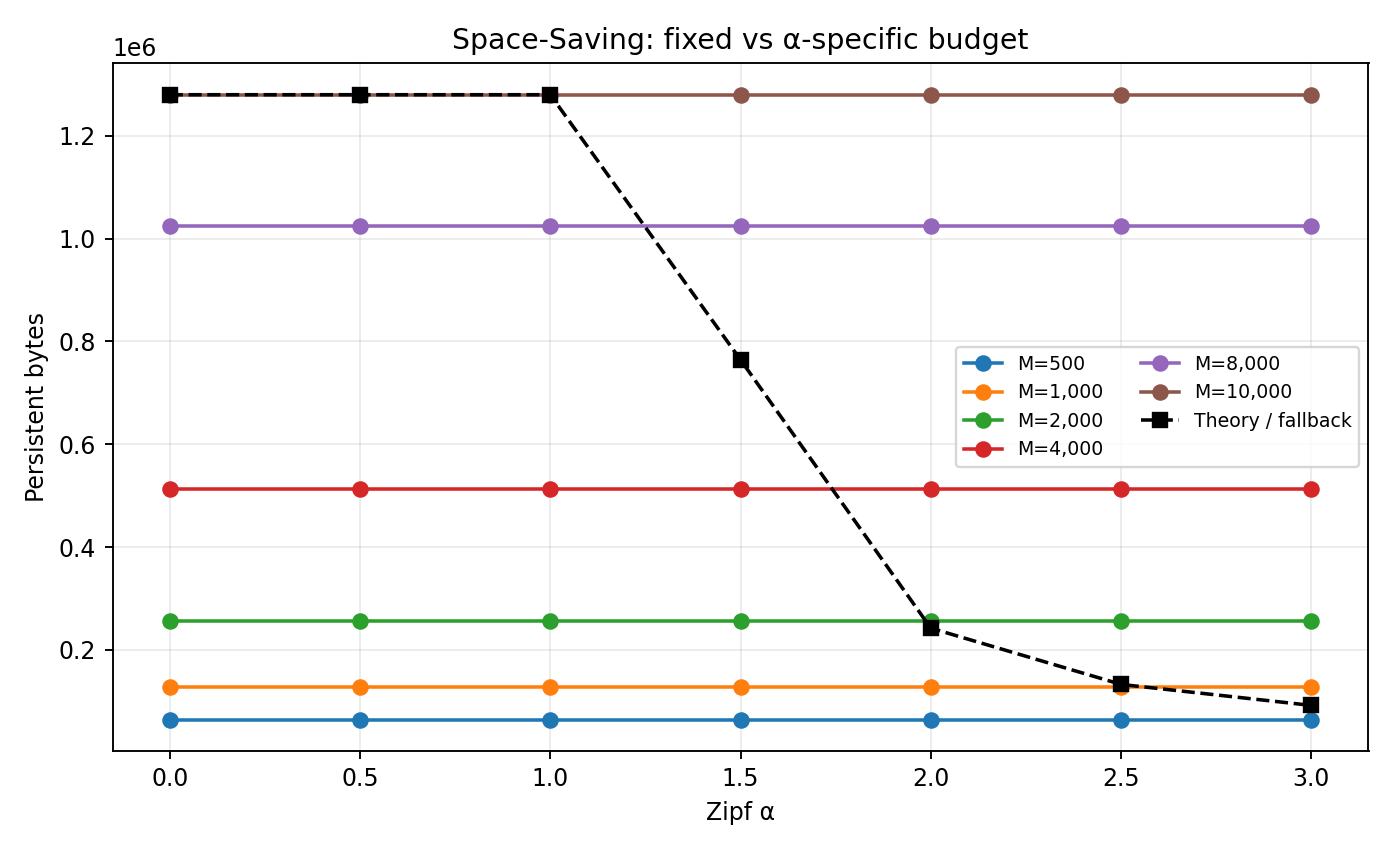 Space-Saving: fixed vs α-specific budget
1e6
1.2
1.0
0.8
0.6
0.4
0.2
Persistent bytes
M=500
M=1,000
M=2,000
M=4,000
M=8,000
M=10,000
Theory / fallback
0.0 0.5 1.0 1.5 2.0 2.5 3.0
Zipf α